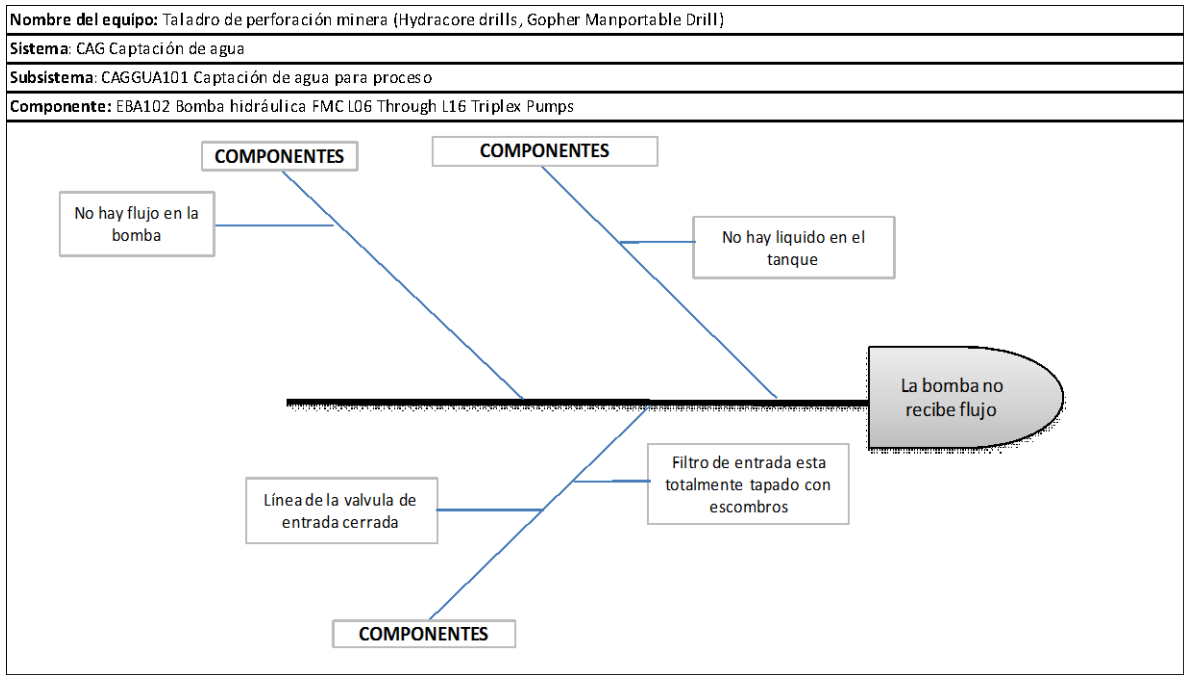 Nombre del equipo: Taladro de perforación minera (Hydracore drills, Gopher Manportable Drill)
Sistema: CAG Captación de agua
Subsistema: CAGGUA101 Captación de agua para proceso
Componente: EBA102 Bomba hidráulica FMC L06 Through L16 Triplex Pumps
COMPONENTES
COMPONENTES
No hay flujo en la
bomba
No hay liquido en el
tanque
La bomba no
recibe flujo
Filtro de entrada esta
totalmente tapado con
escombros
Línea de la valvula de
entrada cerrada
COMPONENTES